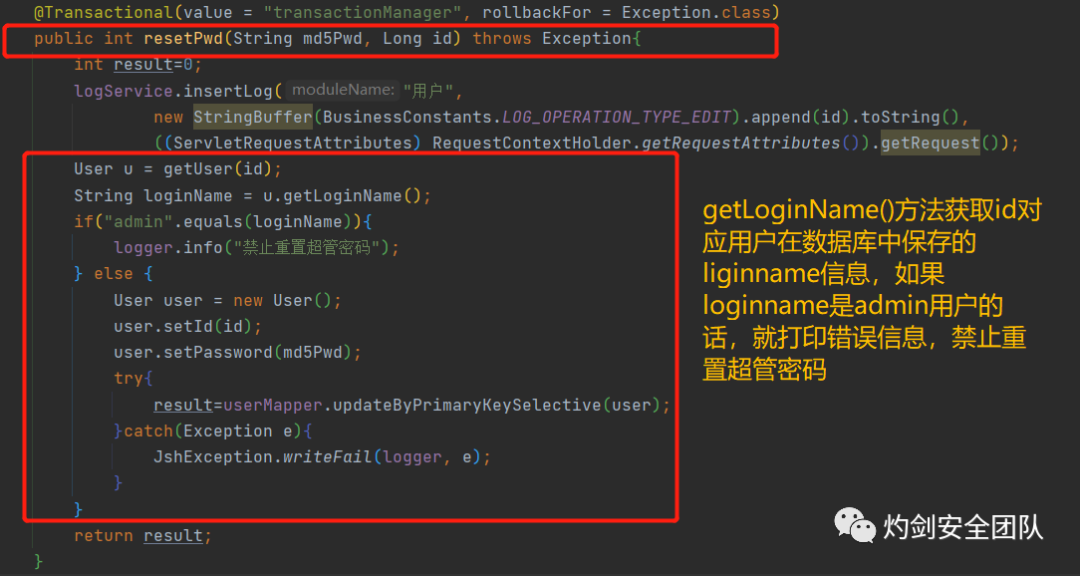 @Transactional(value = "transactionManager", rollbackFor = Exception.class)
public int resetPwd(String md5Pwd, Long id) throws Exception{
int result=0;
logService.insertLog( moduleName: "用户",
new StringBuffer(BusinessConstants.LOG_OPERATION_TYPE_EDIT).append(id).toString(),
((ServletRequestAttributes) RequestContextHolder.getRequestAttributes()).getRequest());
User u = getUser(id);
String loginName = u.getLoginName();
if("admin".equals(loginName)){
logger.info("禁止重置超管密码");
} else {
User user = new User();
user.setId(id);
user.setPassword(md5Pwd);
try{
result=userMapper.updateByPrimaryKeySelective(user);
}catch(Exception e){
JshException.writeFail(logger, e);
}
}
return result;
}
getLoginName()方法获取id对
应用户在数据库中保存的
liginname信息，如果
loginname是admin用户的
话，就打印错误信息，禁止重
置超管密码
灼剑安全团队